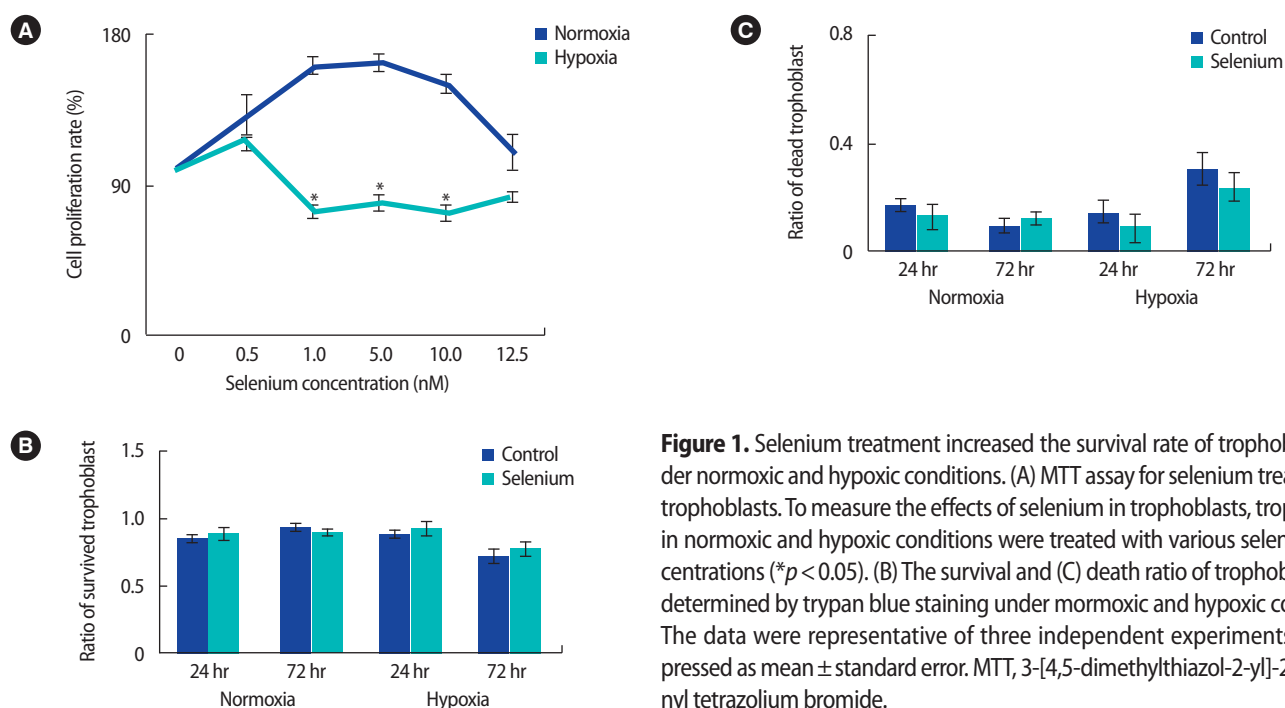 A
180
90
0
Cell proliferation rate (%)
Normoxia
Hypoxia
*
*
*
0 0.5 1.0 5.0 10.0 12.5
Selenium concentration (nM)
C
0.8
0.4
0
Ratio of dead trophoblast
Control
Selenium
24 hr 72 hr 24 hr 72 hr
Normoxia Hypoxia
B
1.5
1.0
0.5
0
Ratio of survived trophoblast
Control
Selenium
24 hr 72 hr 24 hr 72 hr
Normoxia Hypoxia
Figure 1. Selenium treatment increased the survival rate of trophobl
der normoxic and hypoxic conditions. (A) MTT assay for selenium trea
trophoblasts. To measure the effects of selenium in trophoblasts, trop
in normoxic and hypoxic conditions were treated with various selen
centrations (*p < 0.05). (B) The survival and (C) death ratio of trophob
determined by trypan blue staining under mormoxic and hypoxic co
The data were representative of three independent experiments
pressed as mean ± standard error. MTT, 3-[4,5-dimethylthiazol-2-yl]-2
nyl tetrazolium bromide.